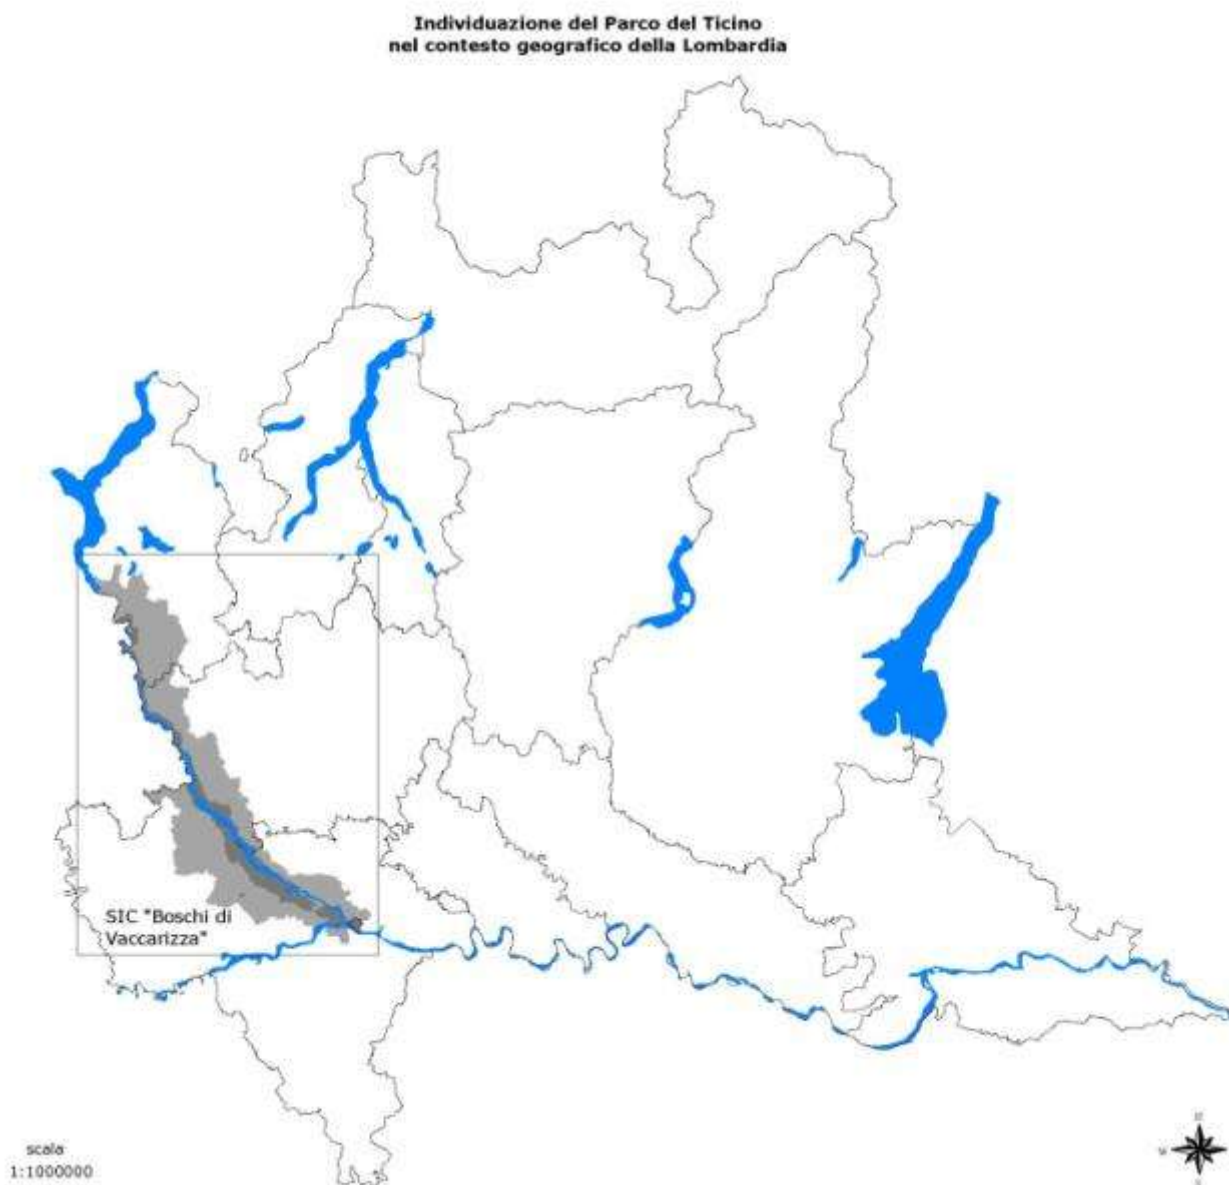 Individuazione del Parco del Ticino
nel contesto geografico della Lombardia
SIC "Boschi di
Vaccarizza"
scala
1:1000000